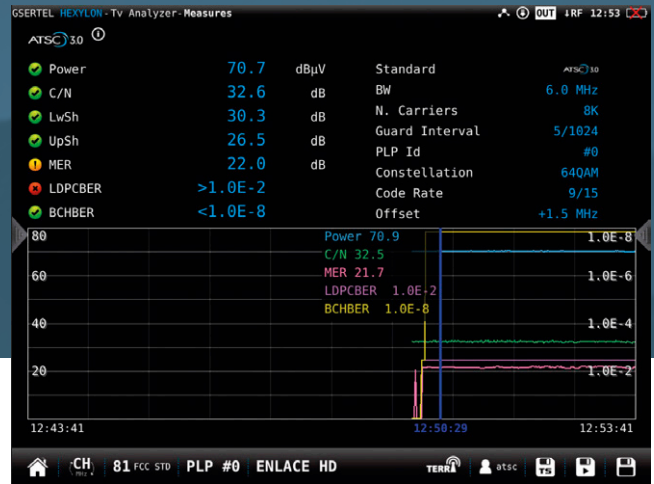 GSERTEL HEXYLON-Tv Analyzer-Measures OUT ↓RF 12:53
ATSC 3.0
Power 70.7 dBµV Standard ATSC 3.0
C/N 32.6 dB BW 6.0 MHz
LwSh 30.3 dB N. Carriers 8K
UpSh 26.5 dB Guard Interval 5/1024
MER 22.0 dB PLP Id #0
LDPCBER >1.0E-2 Constellation 64QAM
BCHBER <1.0E-8 Code Rate 9/15
Offset +1.5 MHz
80 Power 70.9 1.0E-8
C/N 32.5
60 MER 21.7 1.0E-6
LDPCBER 1.0E-2
BCHBER 1.0E-8
40 1.0E-4
20 1.0E-2
12:43:41 12:50:29 12:53:41
CH MHz 81 FCC STD PLP #0 ENLACE HD TERR atsc TS